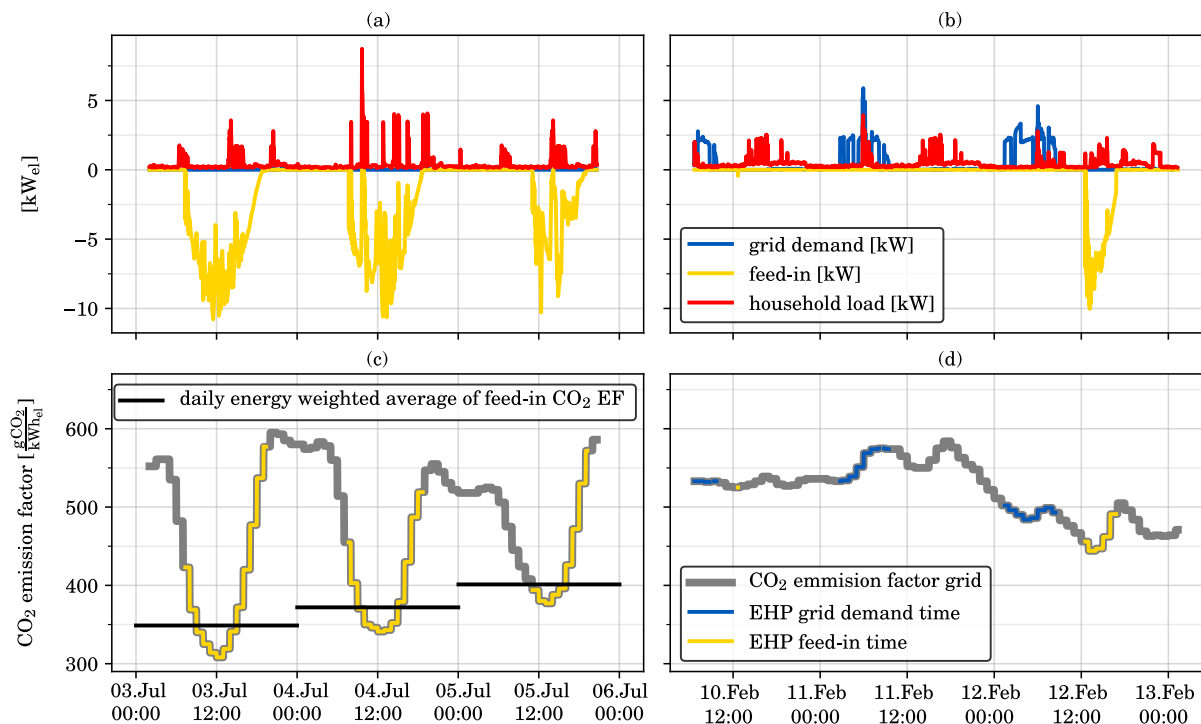 (a)
(b)
5
0
−5
−10
[kWel]
grid demand [kW]
feed-in [kW]
household load [kW]
(c)
(d)
daily energy weighted average of feed-in CO2 EF
600
500
400
300
CO2 emission factor [gCO2/kWhel]
CO2 emmision factor grid
EHP grid demand time
EHP feed-in time
03.Jul 03.Jul 04.Jul 04.Jul 05.Jul 05.Jul 06.Jul
00:00 12:00 00:00 12:00 00:00 12:00 00:00
10.Feb 11.Feb 11.Feb 12.Feb 12.Feb 13.Feb
12:00 00:00 12:00 00:00 12:00 00:00